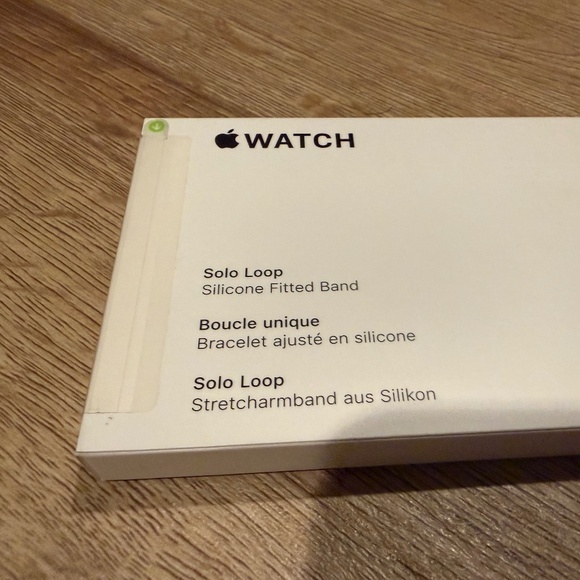 WATCH
Solo Loop
Silicone Fitted Band
Boucle unique
Bracelet ajusté en silicone
Solo Loop
Stretcharmband aus Silikon